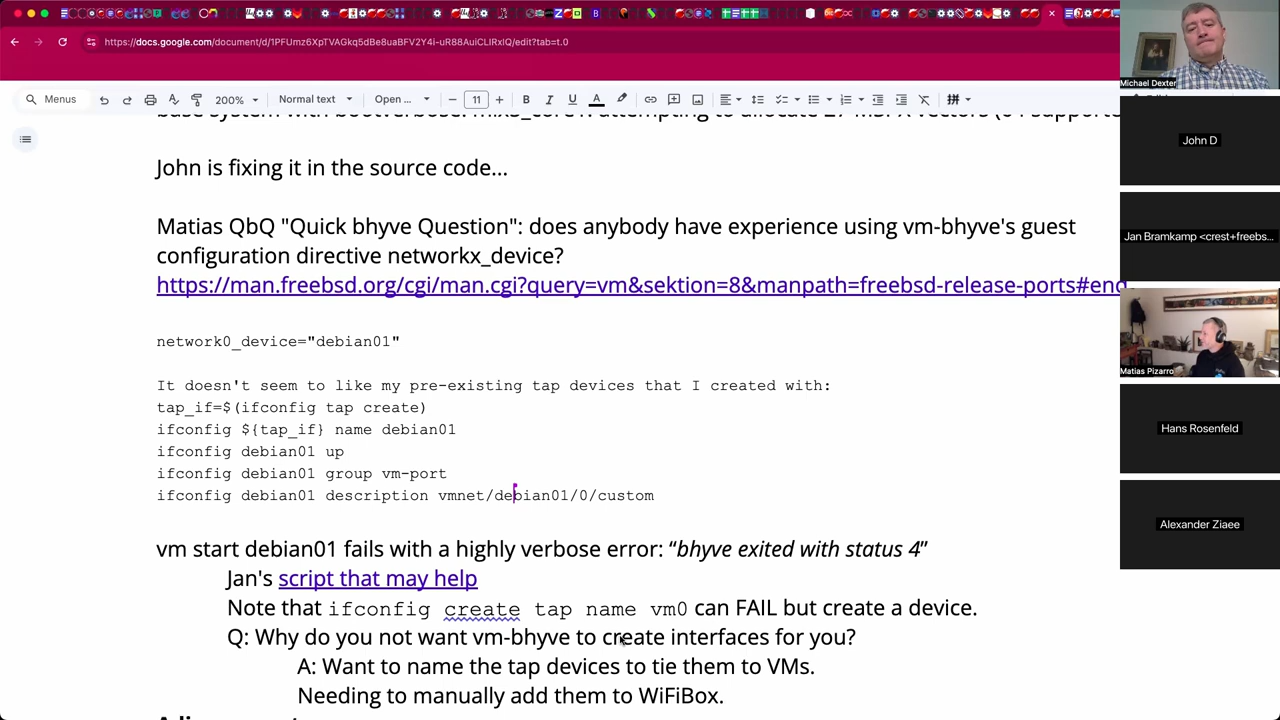 https://docs.google.com/document/d/1PFUmz6XpTVAGkq5dBe8uaBFV2Y4i-uR88AuiCLIRxIQ/edit?tab=t.0
Menus
200%
Normal text
Open ...
11
B
I
U
A
John is fixing it in the source code...
Matias QbQ "Quick bhyve Question": does anybody have experience using vm-bhyve's guest
configuration directive networkx_device?
https://man.freebsd.org/cgi/man.cgi?query=vm&sektion=8&manpath=freebsd-release-ports#end
network0_device="debian01"
It doesn't seem to like my pre-existing tap devices that I created with:
tap_if=$(ifconfig tap create)
ifconfig ${tap_if} name debian01
ifconfig debian01 up
ifconfig debian01 group vm-port
ifconfig debian01 description vmnet/debian01/0/custom
vm start debian01 fails with a highly verbose error: “bhyve exited with status 4”
Jan's script that may help
Note that ifconfig create tap name vm0 can FAIL but create a device.
Q: Why do you not want vm-bhyve to create interfaces for you?
A: Want to name the tap devices to tie them to VMs.
Needing to manually add them to WiFiBox.
Michael Dexter
John D
Jan Bramkamp <crest+freebs...
Matias Pizarro
Hans Rosenfeld
Alexander Ziaee